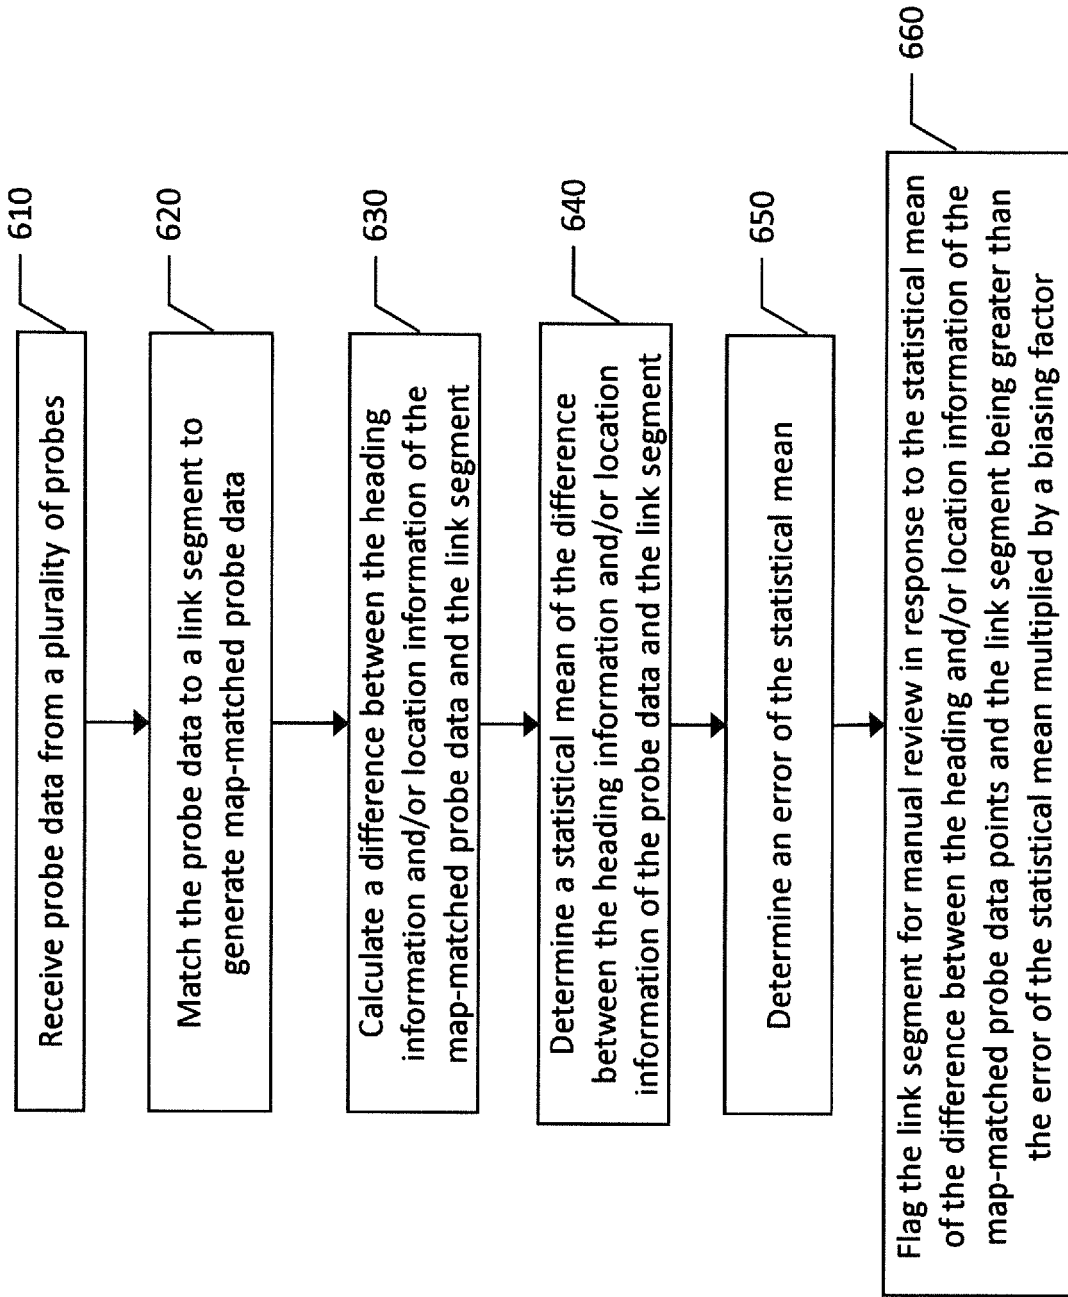 Receive probe data from a plurality of probes
610
Match the probe data to a link segment to
generate map-matched probe data
620
Calculate a difference between the heading
information and/or location information of the
map-matched probe data and the link segment
630
Determine a statistical mean of the difference
between the heading information and/or location
information of the probe data and the link segment
640
Determine an error of the statistical mean
650
Flag the link segment for manual review in response to the statistical mean
of the difference between the heading and/or location information of the
map-matched probe data points and the link segment being greater than
the error of the statistical mean multiplied by a biasing factor
660